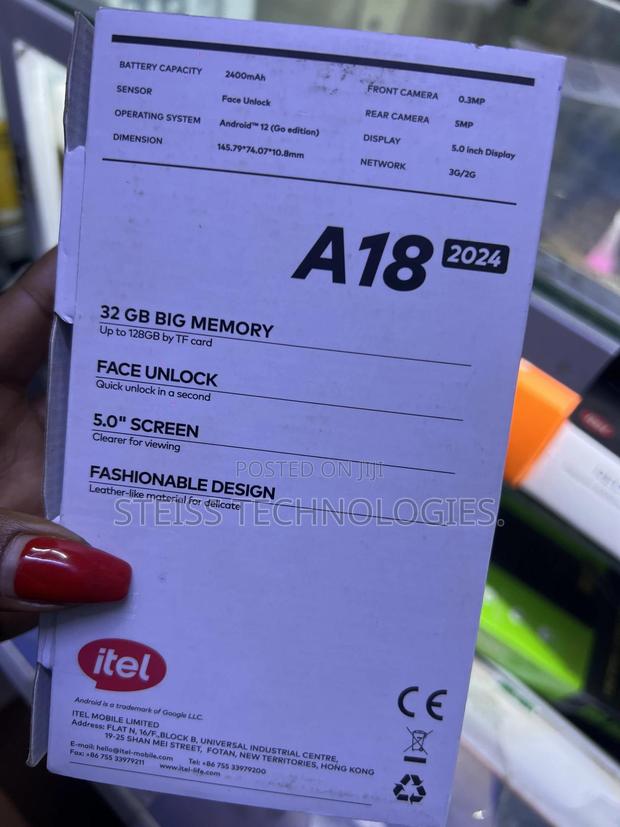 BATTERY CAPACITY 2400mAh
SENSOR Face Unlock
OPERATING SYSTEM Android™ 12 (Go edition)
DIMENSION 145.79*74.07*10.8mm
FRONT CAMERA 0.3MP
REAR CAMERA 5MP
DISPLAY 5.0 inch Display
NETWORK 3G/2G
A18 2024
32 GB BIG MEMORY
Up to 128GB by TF card
FACE UNLOCK
Quick unlock in a second
5.0" SCREEN
Clearer for viewing
POSTED ON JIJI
FASHIONABLE DESIGN
Leather-like material for delicate
STEISS TECHNOLOGIES.
itel
Android is a trademark of Google LLC.
ITEL MOBILE LIMITED
Address: FLAT N, 16/F.,BLOCK B, UNIVERSAL INDUSTRIAL CENTRE,
19-25 SHAN MEI STREET, FOTAN, NEW TERRITORIES, HONG KONG
E-mail: hello@itel-mobile.com Tel: +86 755 33979200
Fax: +86 755 33979211 www.itel-life.com
CE
itel